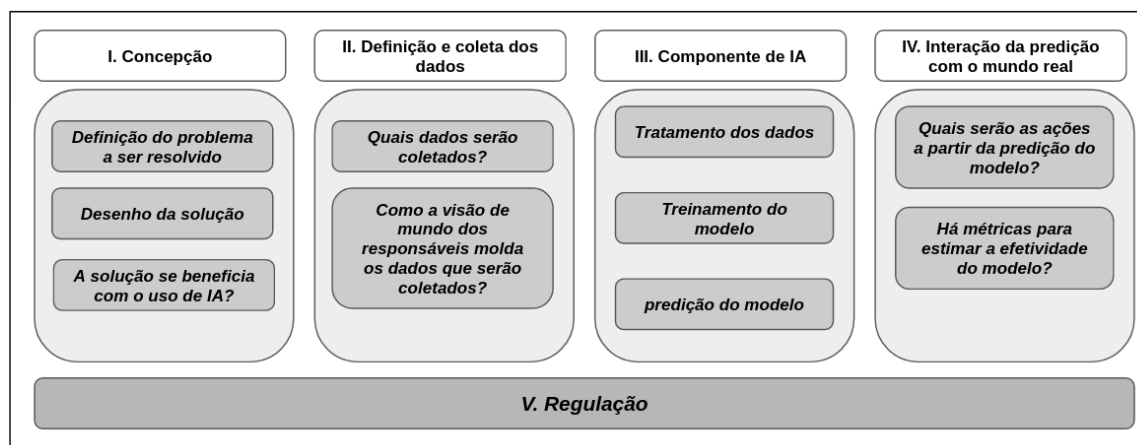 I. Concepção
Definição do problema
a ser resolvido
Desenho da solução
A solução se beneficia
com o uso de IA?
II. Definição e coleta dos
dados
Quais dados serão
coletados?
Como a visão de
mundo dos
responsáveis molda
os dados que serão
coletados?
III. Componente de IA
Tratamento dos dados
Treinamento do
modelo
predição do modelo
IV. Interação da predição
com o mundo real
Quais serão as ações
a partir da predição do
modelo?
Há métricas para
estimar a efetividade
do modelo?
V. Regulação